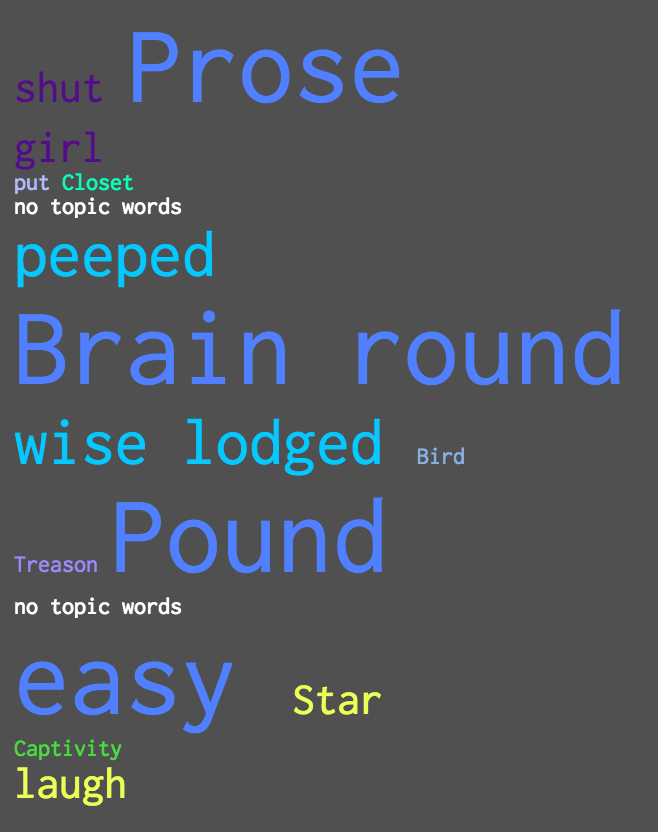 shut Prose
girl
put Closet
no topic words
peeped
Brain round
wise lodged Bird
Treason Pound
no topic words
easy Star
Captivity
laugh